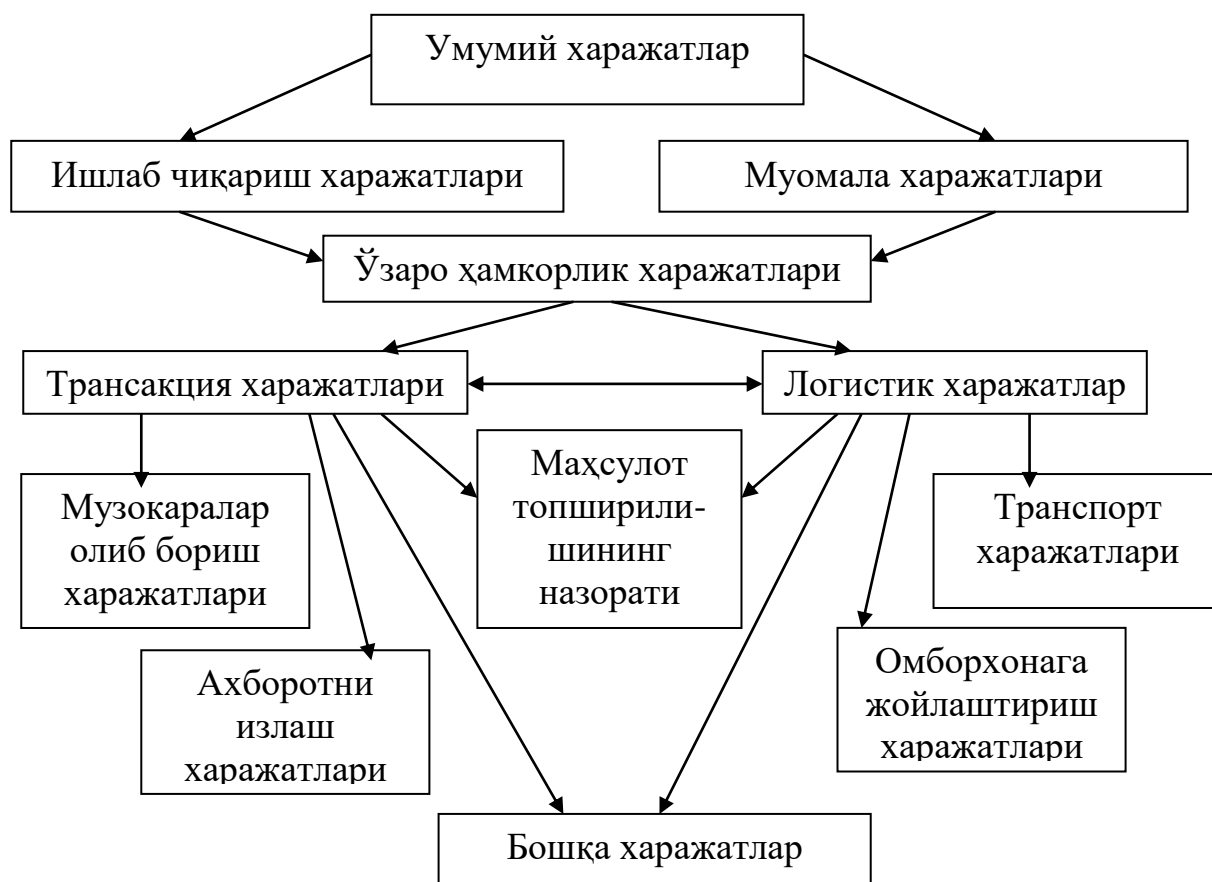 Умумий харажатлар
Ишлаб чиқариш харажатлари
Муомала харажатлари
Ўзаро ҳамкорлик харажатлари
Трансакция харажатлари
Логистик харажатлар
Музокаралар
олиб бориш
харажатлари
Маҳсулот
топширили-
шининг
назорати
Транспорт
харажатлари
Ахборотни
излаш
харажатлари
Омборхонага
жойлаштириш
харажатлари
Бошқа харажатлар